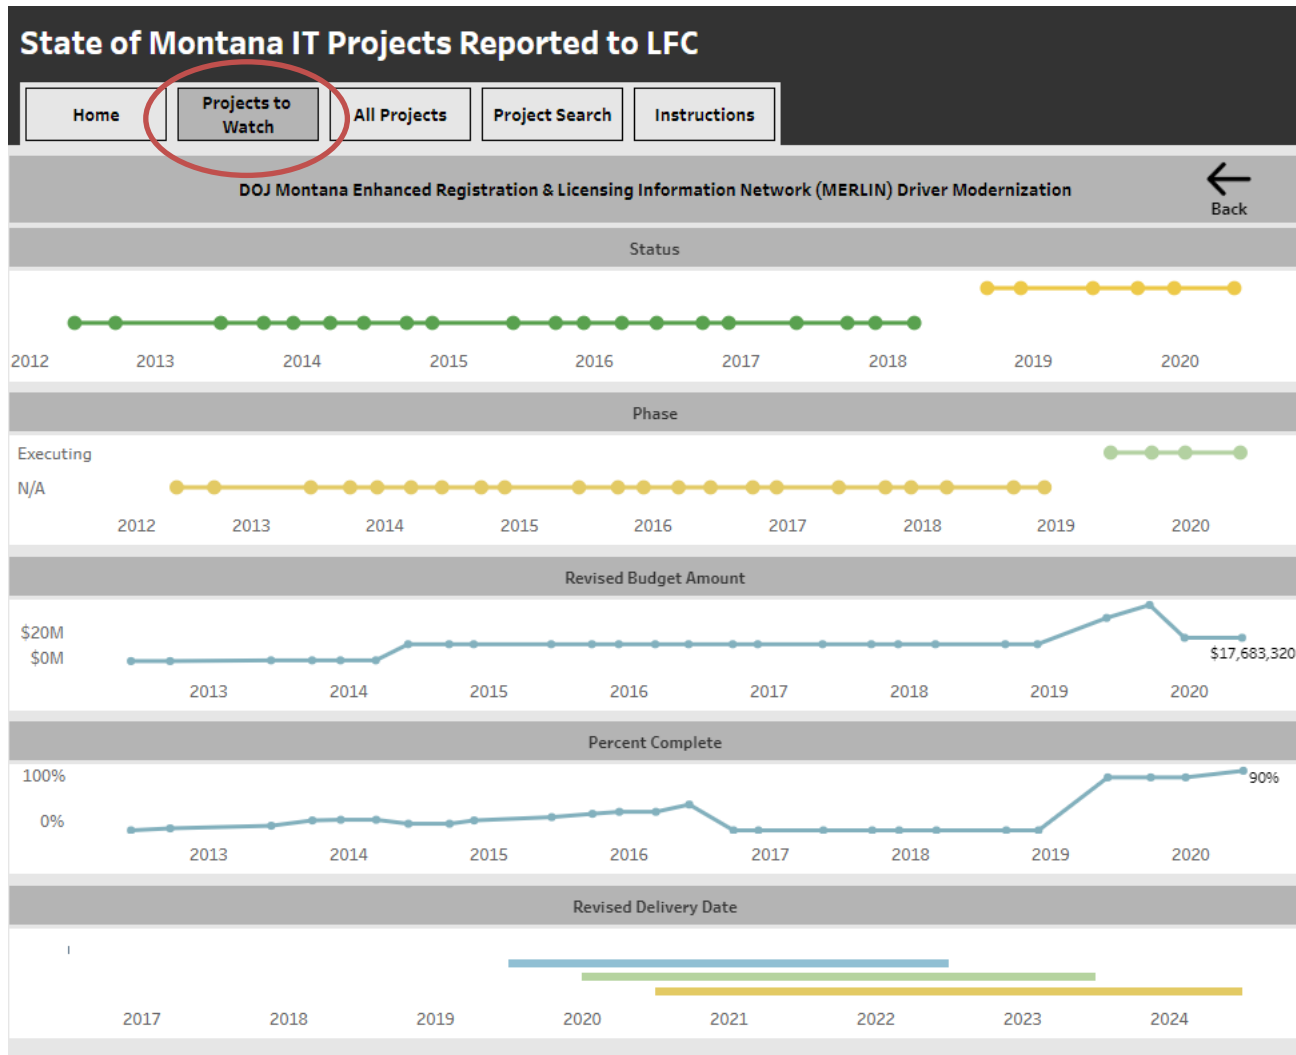 State of Montana IT Projects Reported to LFC
Home
Projects to
Watch
All Projects
Project Search
Instructions
DOJ Montana Enhanced Registration & Licensing Information Network (MERLIN) Driver Modernization
Back
Status
2012 2013 2014 2015 2016 2017 2018 2019 2020
Phase
Executing
N/A
2012 2013 2014 2015 2016 2017 2018 2019 2020
Revised Budget Amount
$20M
$0M
$17,683,320
2013 2014 2015 2016 2017 2018 2019 2020
Percent Complete
100%
90%
0%
2013 2014 2015 2016 2017 2018 2019 2020
Revised Delivery Date
2017 2018 2019 2020 2021 2022 2023 2024